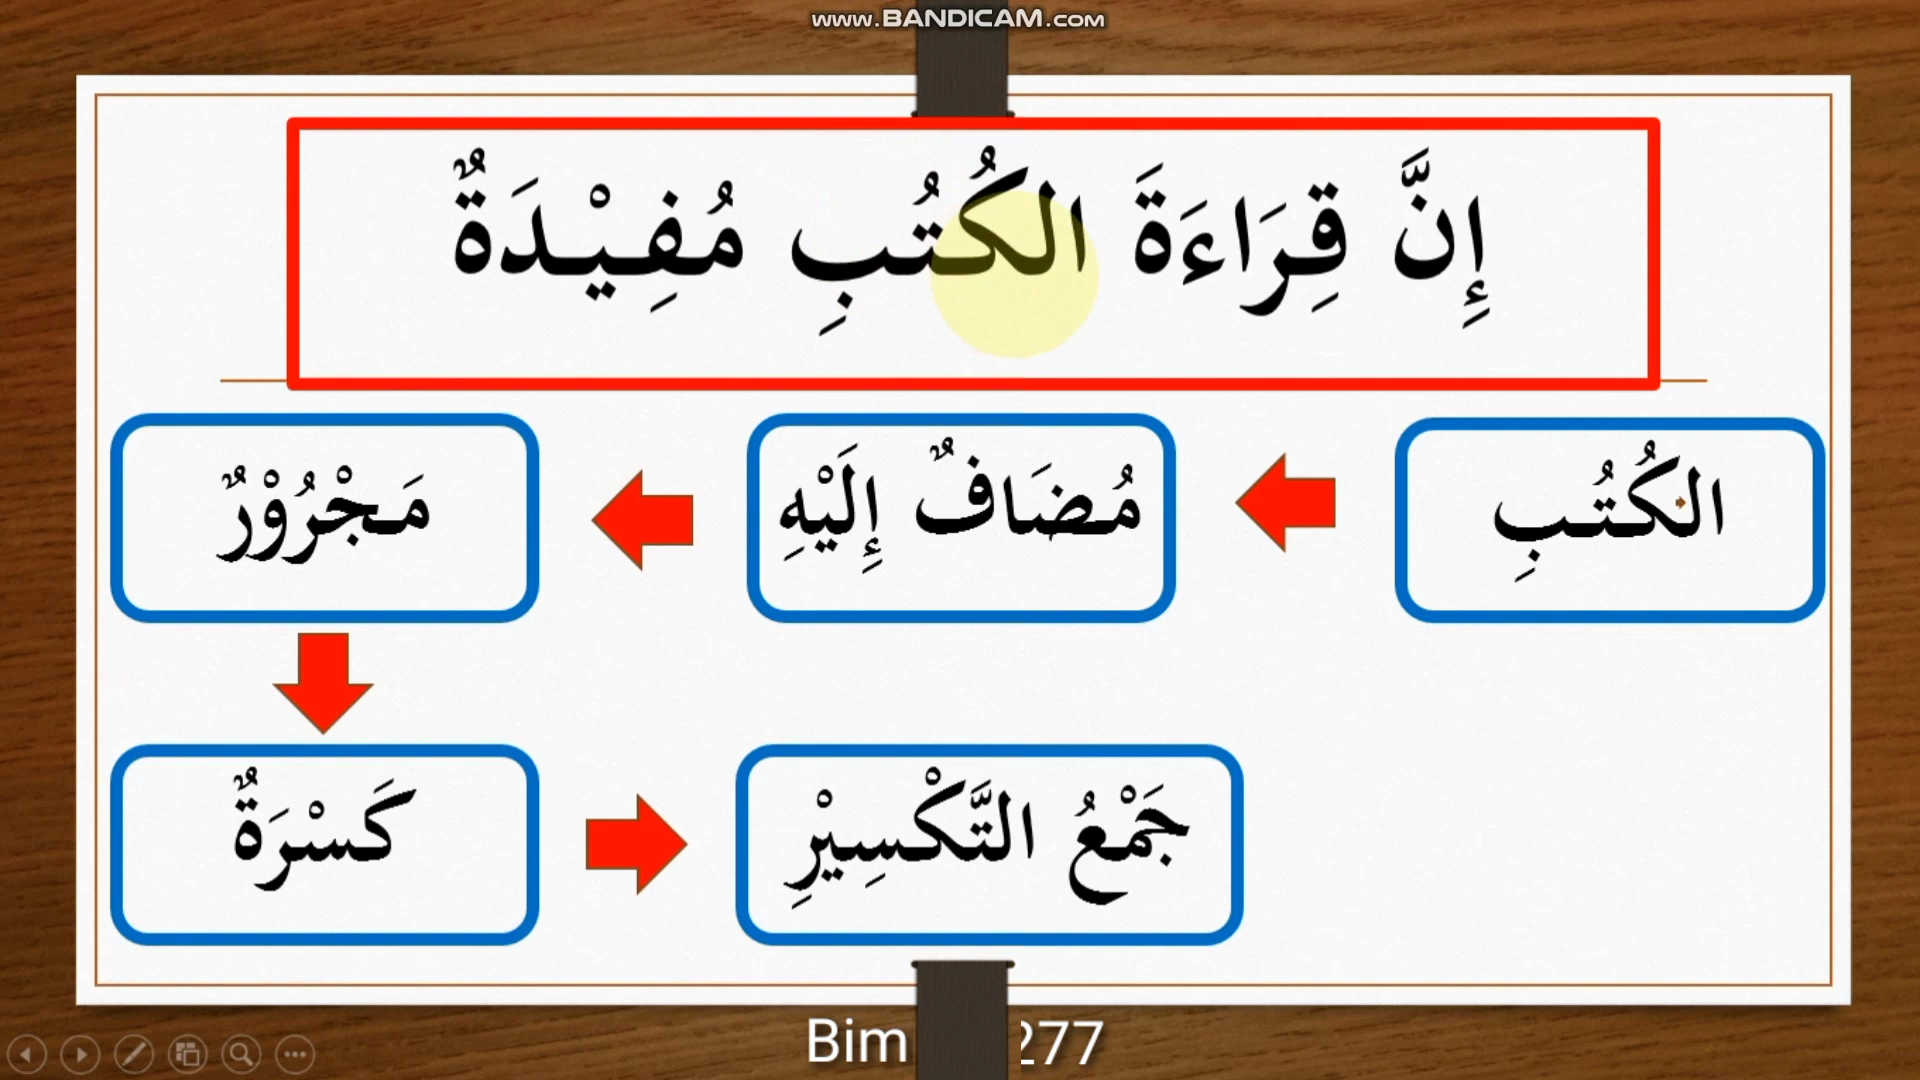 www.BANDICAM.com
إِنَّ قِرَاءَةَ الكُتُبِ مُفِيْدَةٌ
الكُتُبِ
مُضَافٌ إِلَيْهِ
مَجْرُوْرٌ
كَسْرَةٌ
جَمْعُ التَّكْسِيْرِ
Bim 277